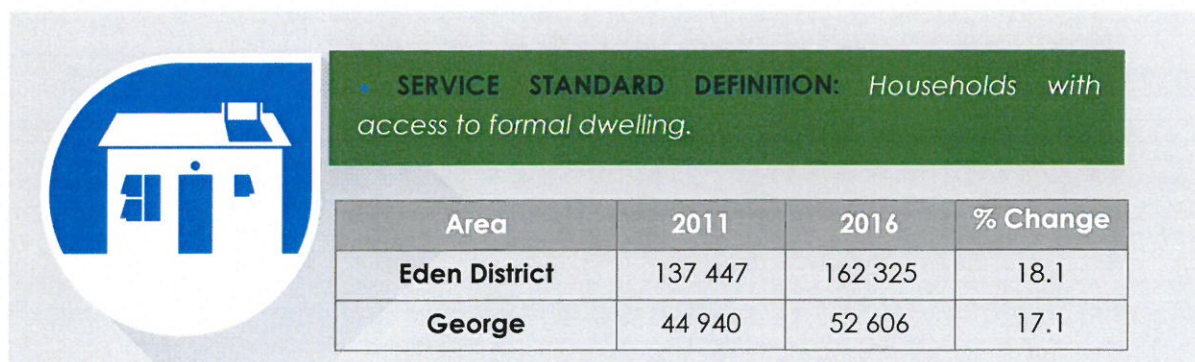 • SERVICE STANDARD DEFINITION: Households with
access to formal dwelling.
Area 2011 2016 % Change
Eden District 137 447 162 325 18.1
George 44 940 52 606 17.1